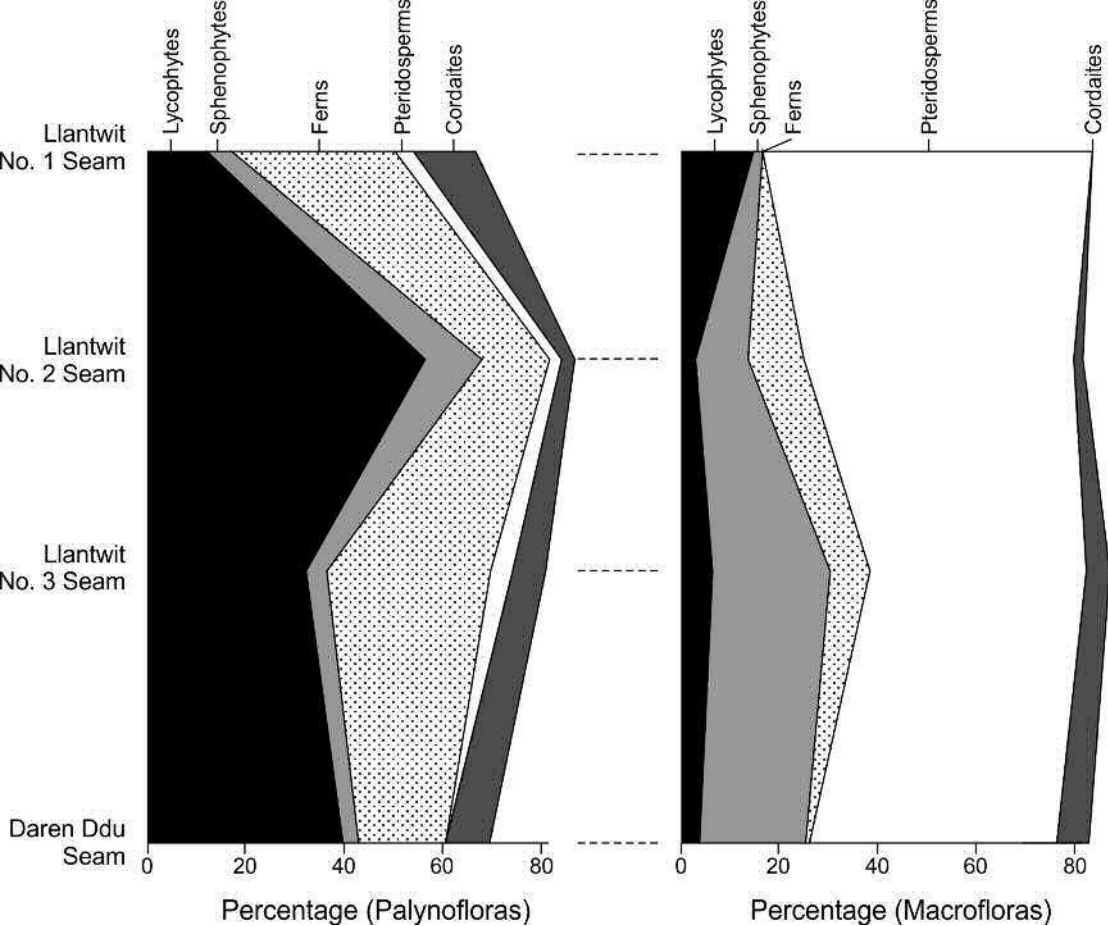 Lycophytes
Sphenophytes
Ferns
Pteridosperms
Cordaites
Lycophytes
Sphenophytes
Ferns
Pteridosperms
Cordaites
Llantwit
No. 1 Seam
Llantwit
No. 2 Seam
Llantwit
No. 3 Seam
Daren Ddu
Seam
0 20 40 60 80
0 20 40 60 80
Percentage (Palynofloras)
Percentage (Macrofloras)